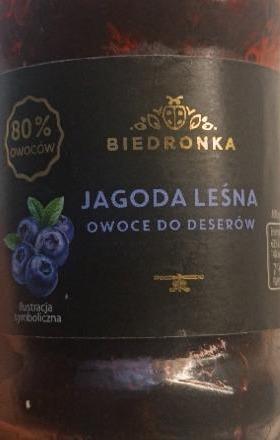 80%
OWOCÓW
BIEDRONKA
JAGODA LEŚNA
OWOCE DO DESERÓW
Ilustracja
symboliczna